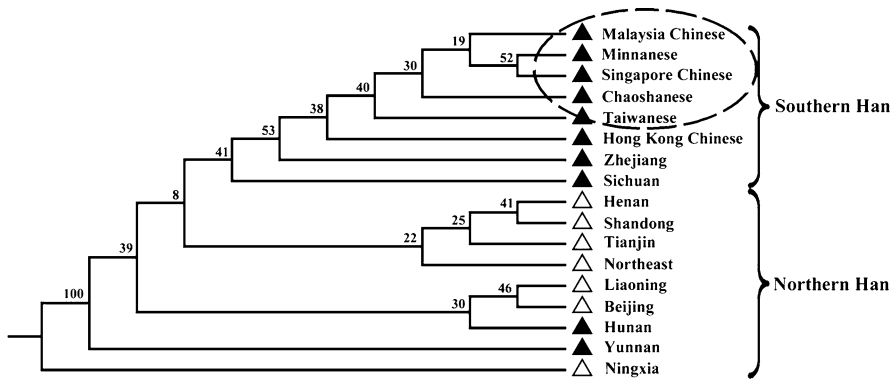 19
Malaysia Chinese
52
Minnanese
30
Singapore Chinese
40
Chaoshanese
38
Taiwanese
53
Hong Kong Chinese
41
Zhejiang
8
Sichuan
Southern Han
41
Henan
25
Shandong
22
Tianjin
39
Northeast
46
Liaoning
100
30
Beijing
Hunan
Yunnan
Ningxia
Northern Han